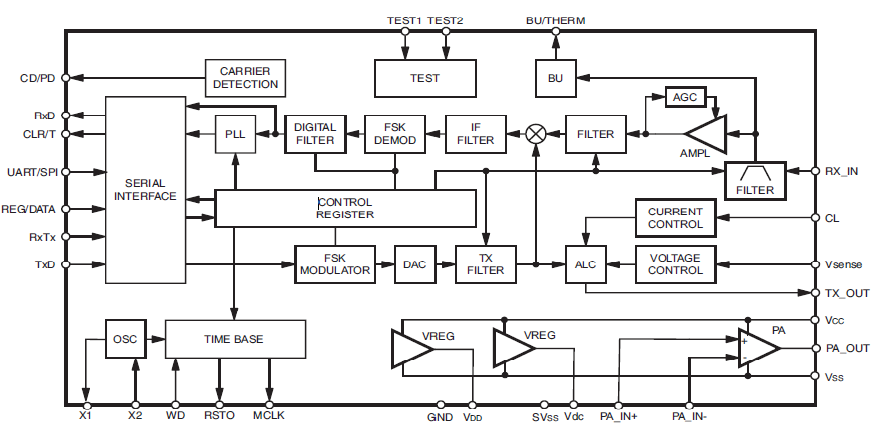 TEST1 TEST2
BU/THERM
CD/PD
CARRIER
DETECTION
TEST
BU
AGC
RxD
CLR/T
PLL
DIGITAL
FILTER
FSK
DEMOD
IF
FILTER
FILTER
AMPL
UART/SPI
SERIAL
INTERFACE
FILTER
RX_IN
REG/DATA
CONTROL
REGISTER
CURRENT
CONTROL
CL
RxTx
TxD
FSK
MODULATOR
DAC
TX
FILTER
ALC
VOLTAGE
CONTROL
Vsense
TX_OUT
OSC
TIME BASE
VREG
VREG
+
-
PA
VCC
PA_OUT
VSS
X1
X2
WD
RSTO
MCLK
GND
VDD
SVSS
Vdc
PA_IN+
PA_IN-